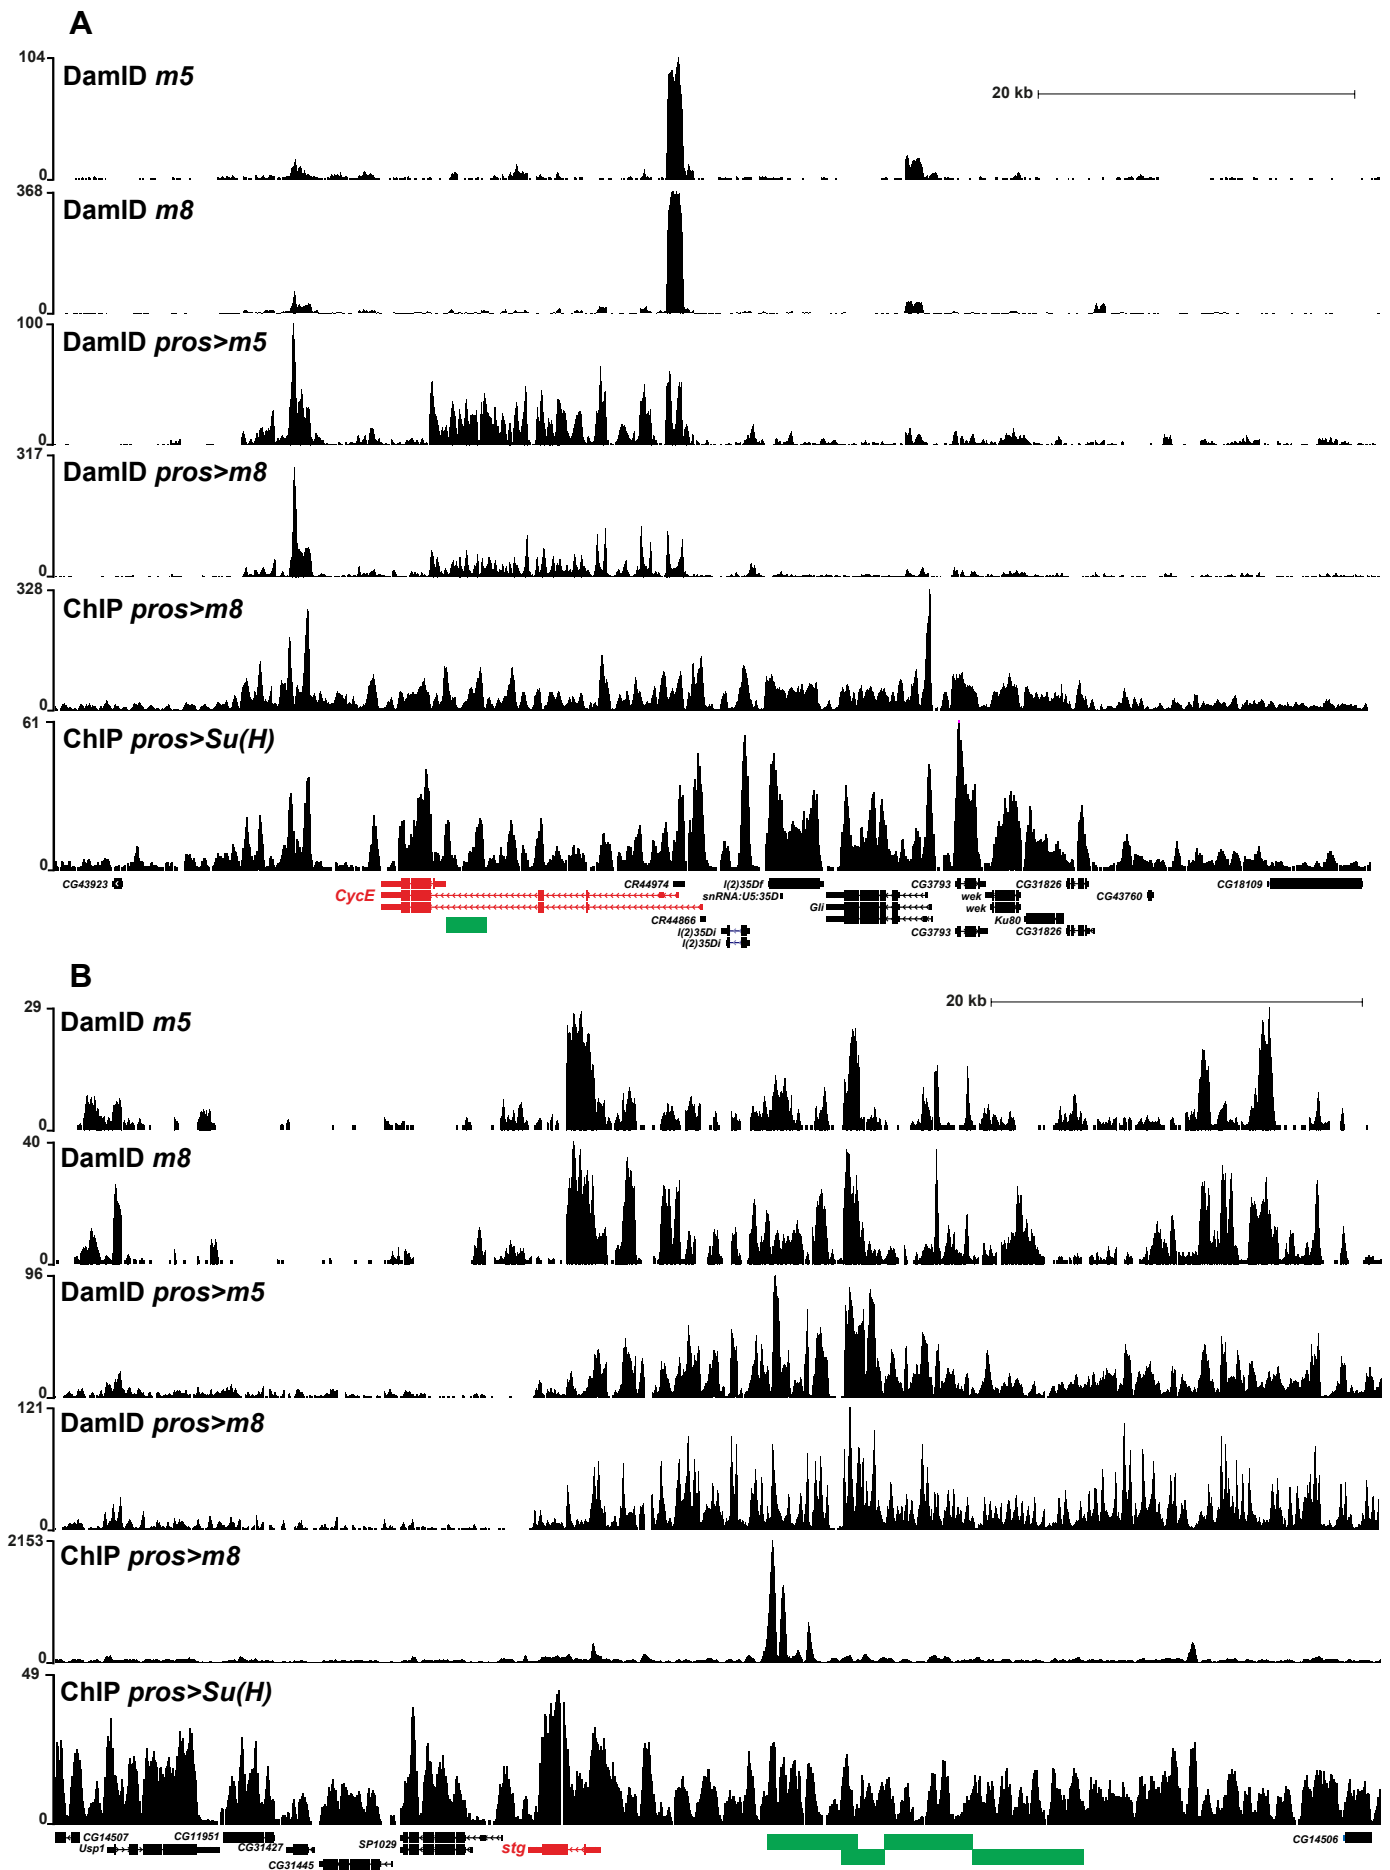 A
104
DamID m5
20 kb
0
368
DamID m8
0
100
DamID pros>m5
0
317
DamID pros>m8
0
328
ChIP pros>m8
0
61
ChIP pros>Su(H)
0
CG43923
CycE
CR44974
l(2)35Df
CG3793
CG31826
CG18109
snRNA:U5:35D
wek
CG43760
Gli
wek
CR44866
Ku80
l(2)35Di
CG3793
CG31826
l(2)35Di
B
29
20 kb
DamID m5
0
40
DamID m8
0
96
DamID pros>m5
0
121
DamID pros>m8
0
2153
ChIP pros>m8
0
49
ChIP pros>Su(H)
0
CG14507
CG11951
SP1029
CG14506
Usp1
CG31427
stg
CG31445